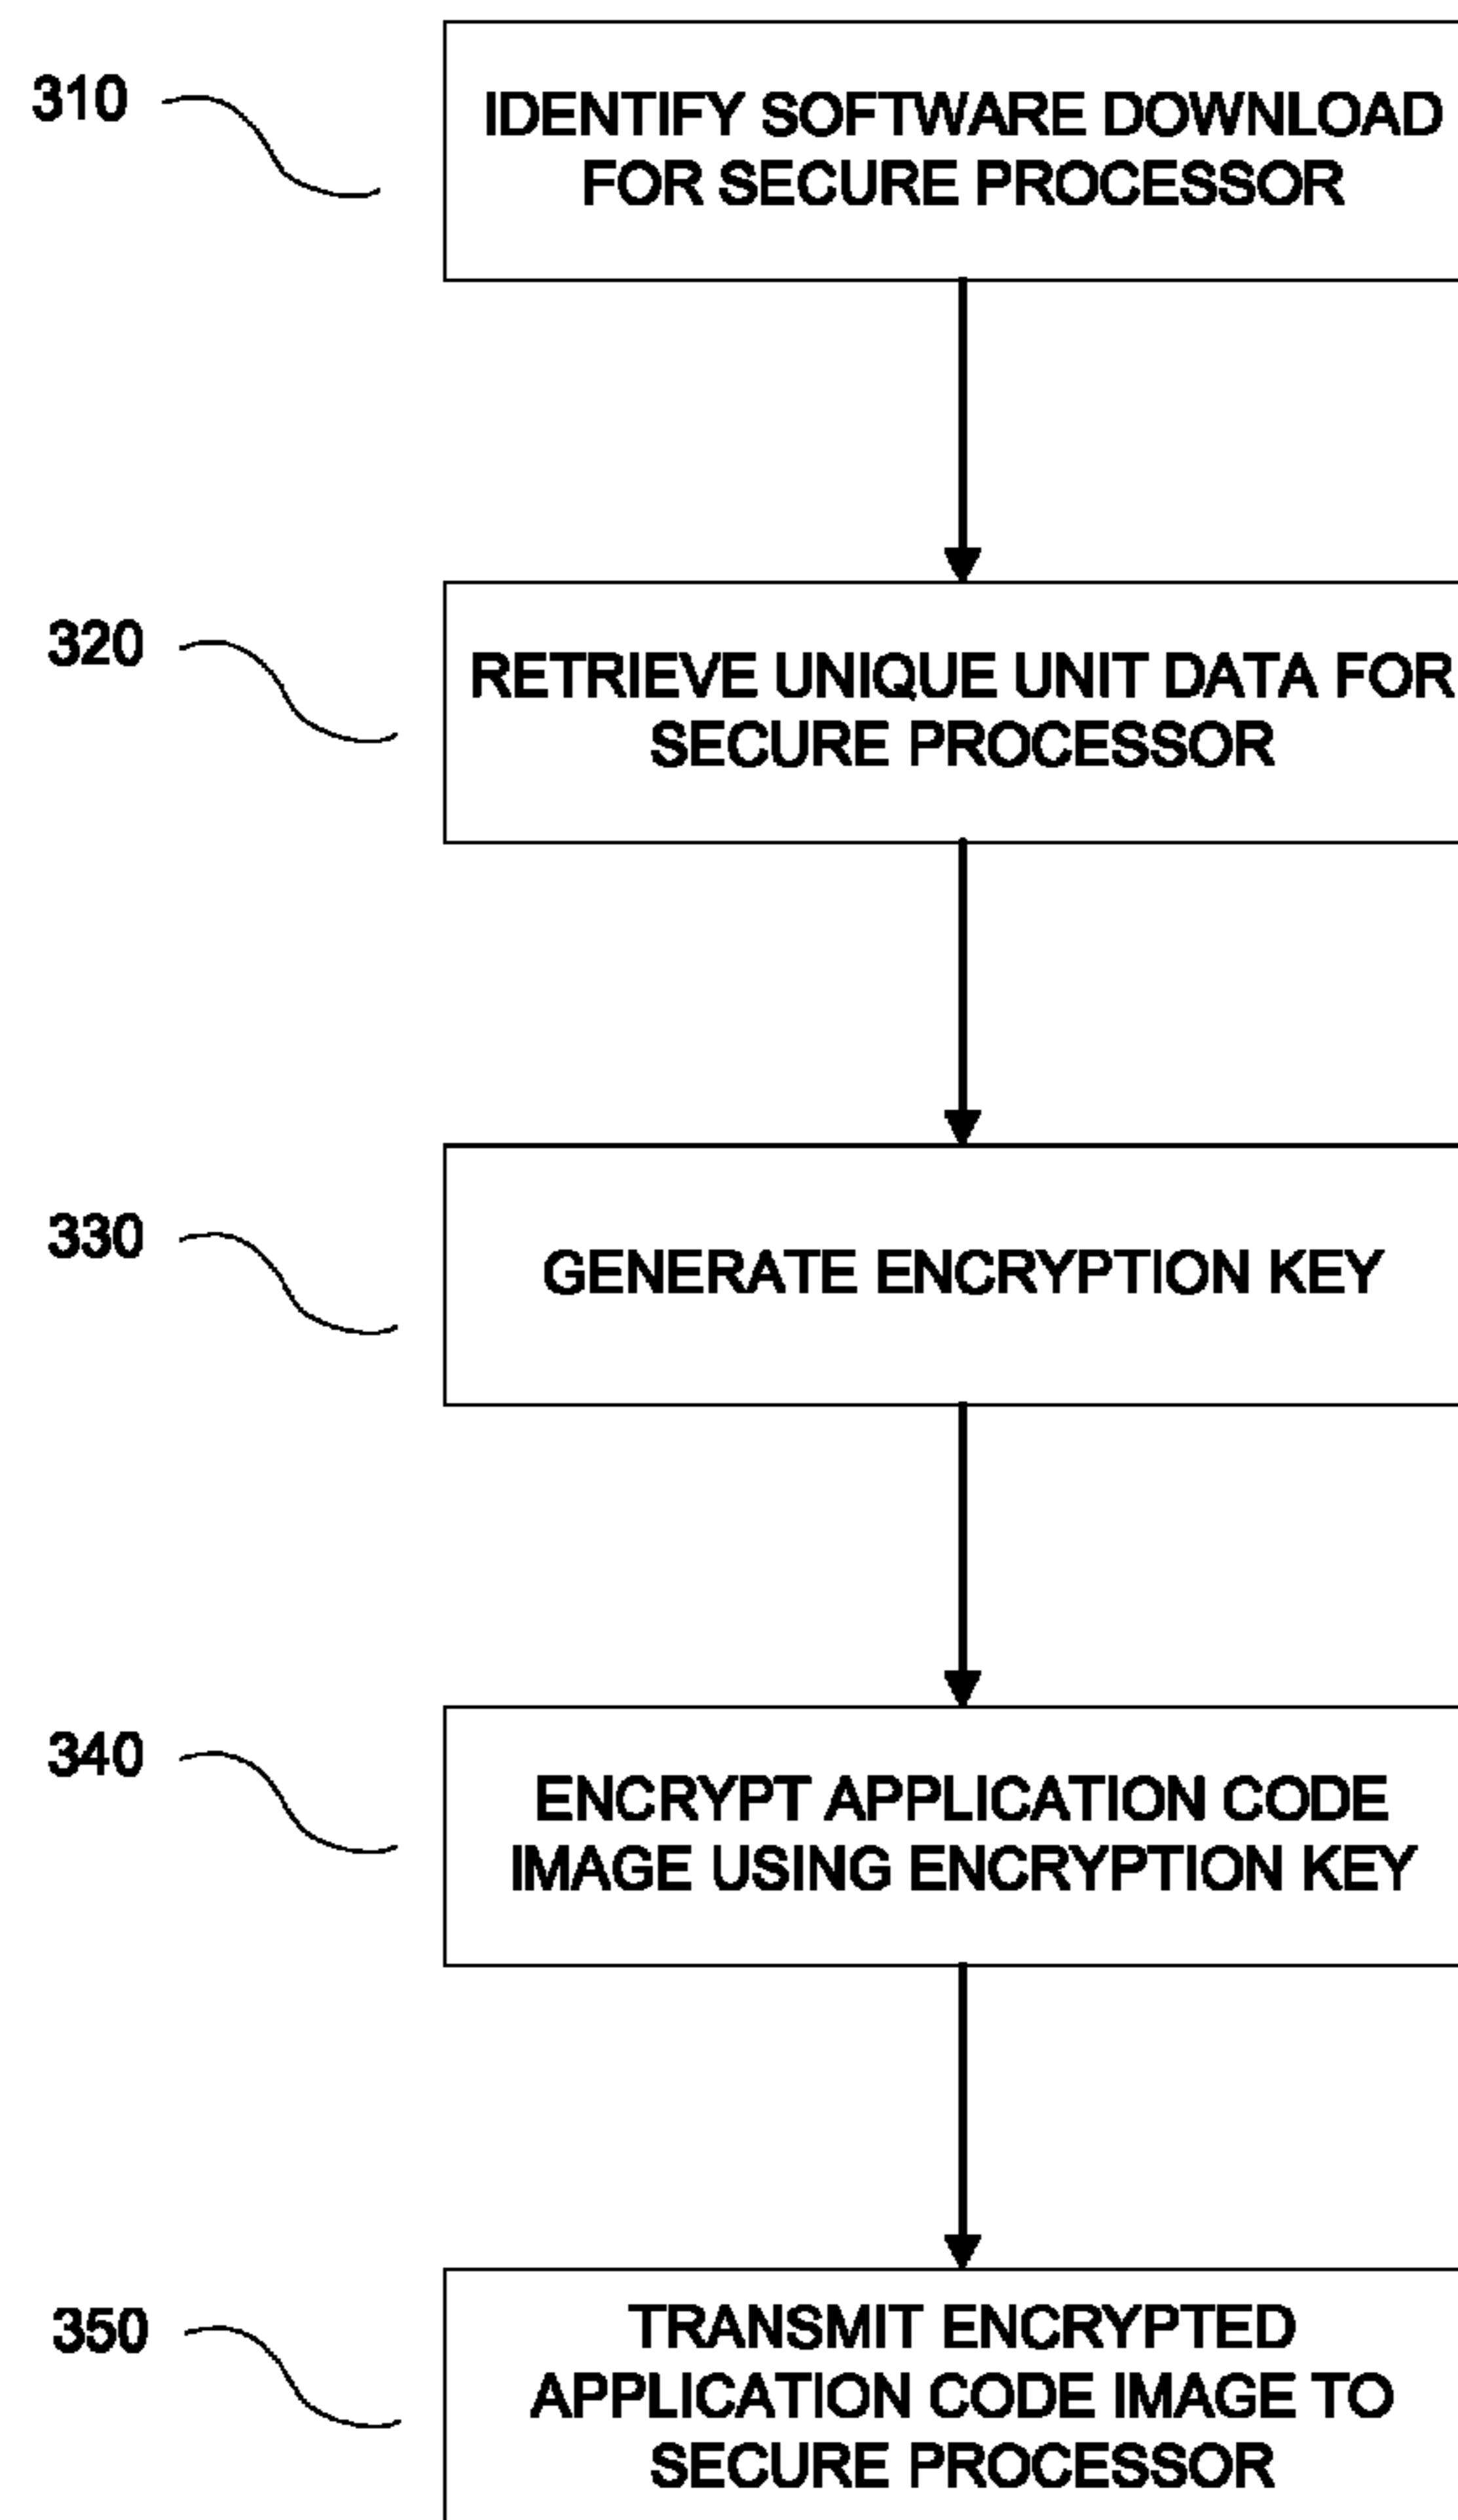 310
IDENTIFY SOFTWARE DOWNLOAD
FOR SECURE PROCESSOR
320
RETRIEVE UNIQUE UNIT DATA FOR
SECURE PROCESSOR
330
GENERATE ENCRYPTION KEY
340
ENCRYPT APPLICATION CODE
IMAGE USING ENCRYPTION KEY
350
TRANSMIT ENCRYPTED
APPLICATION CODE IMAGE TO
SECURE PROCESSOR